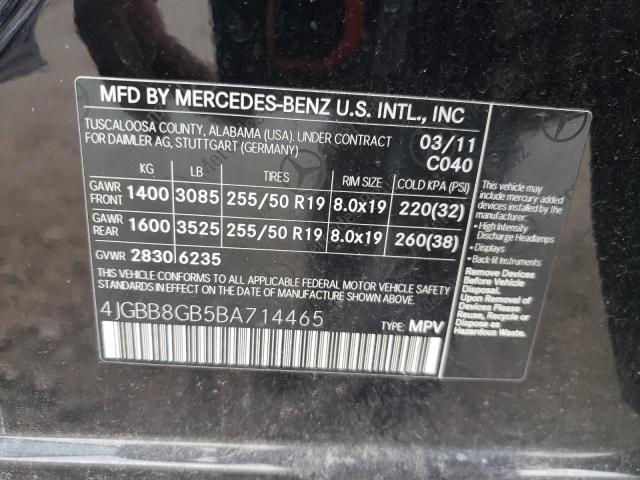 MFD BY MERCEDES-BENZ U.S. INTL., INC
TUSCALOOSA COUNTY, ALABAMA (USA). UNDER CONTRACT
FOR DAIMLER AG, STUTTGART (GERMANY)
03/11
C040
KG LB TIRES RIM SIZE COLD KPA (PSI)
GAWR FRONT 1400 3085 255/50 R19 8.0x19 220(32)
GAWR REAR 1600 3525 255/50 R19 8.0x19 260(38)
GVWR 2830 6235
THIS VEHICLE CONFORMS TO ALL APPLICABLE FEDERAL MOTOR VEHICLE SAFETY
STANDARDS IN EFFECT ON THE DATE OF MANUFACTURE SHOWN ABOVE.
4JGBB8GB5BA714465
TYPE: MPV
This vehicle may
include mercury added
devices installed by the
manufacturer:
• High Intensity
Discharge Headlamps
• Displays
• Back-lit Instruments
Remove Devices
Before Vehicle
Disposal.
Upon Removal of
Devices Please
Reuse, Recycle or
Dispose as
Hazardous Waste.